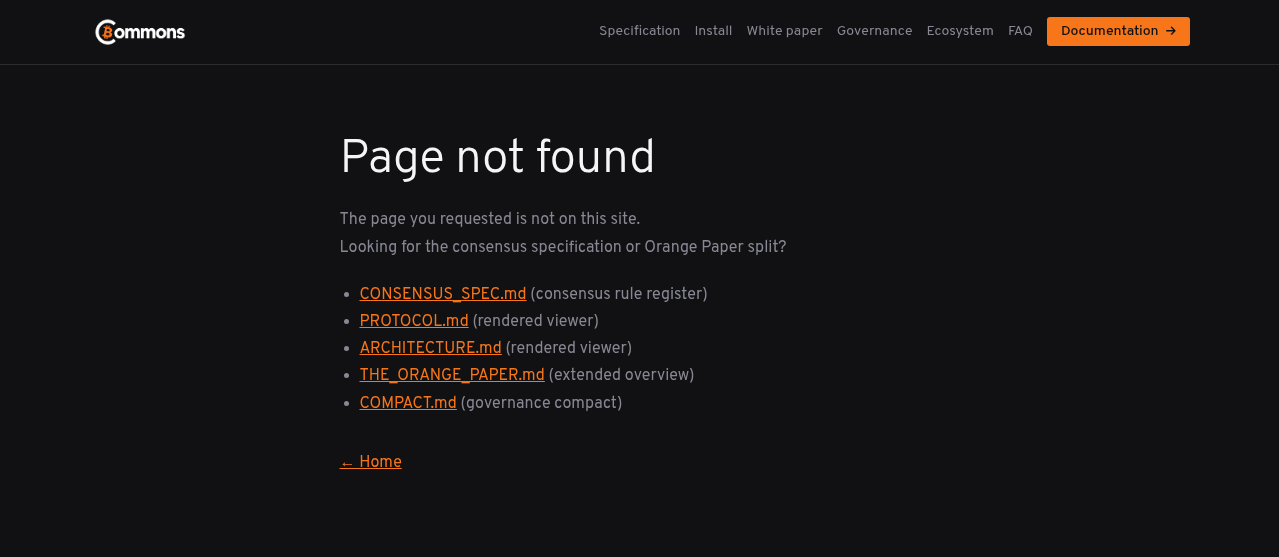 Commons
Specification Install White paper Governance Ecosystem FAQ Documentation →
Page not found
The page you requested is not on this site.
Looking for the consensus specification or Orange Paper split?
• CONSENSUS_SPEC.md (consensus rule register)
• PROTOCOL.md (rendered viewer)
• ARCHITECTURE.md (rendered viewer)
• THE_ORANGE_PAPER.md (extended overview)
• COMPACT.md (governance compact)
← Home